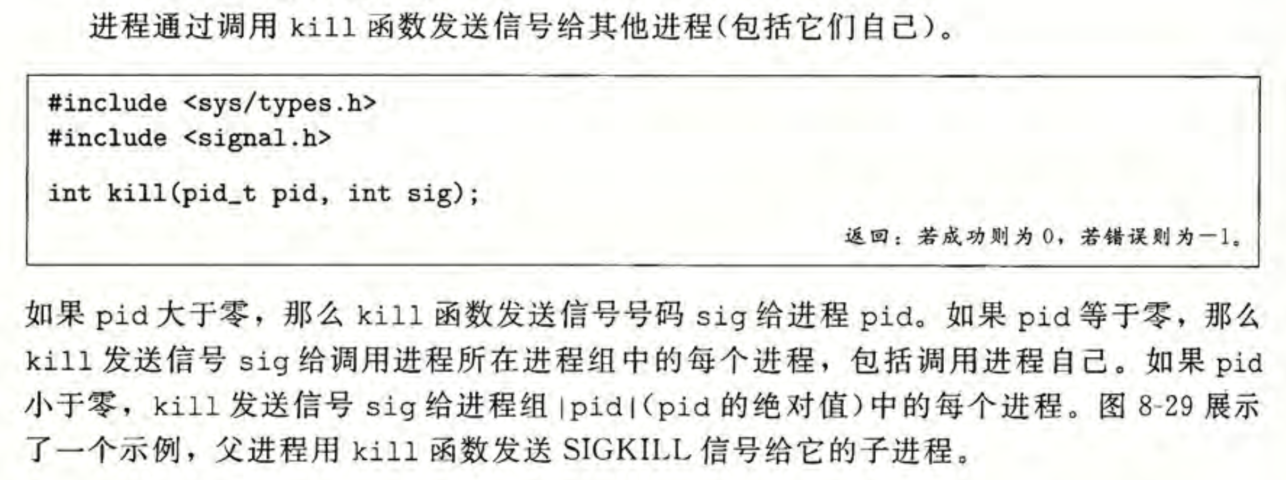 进程通过调用 kill 函数发送信号给其他进程(包括它们自己)。
#include <sys/types.h>
#include <signal.h>
int kill(pid_t pid, int sig);
返回：若成功则为 0，若错误则为－1。
如果 pid 大于零，那么 kill 函数发送信号号码 sig 给进程 pid。如果 pid 等于零，那么
kill 发送信号 sig 给调用进程所在进程组中的每个进程，包括调用进程自己。如果 pid
小于零，kill 发送信号 sig 给进程组|pid|(pid 的绝对值)中的每个进程。图 8-29 展示
了一个示例，父进程用 kill 函数发送 SIGKILL 信号给它的子进程。